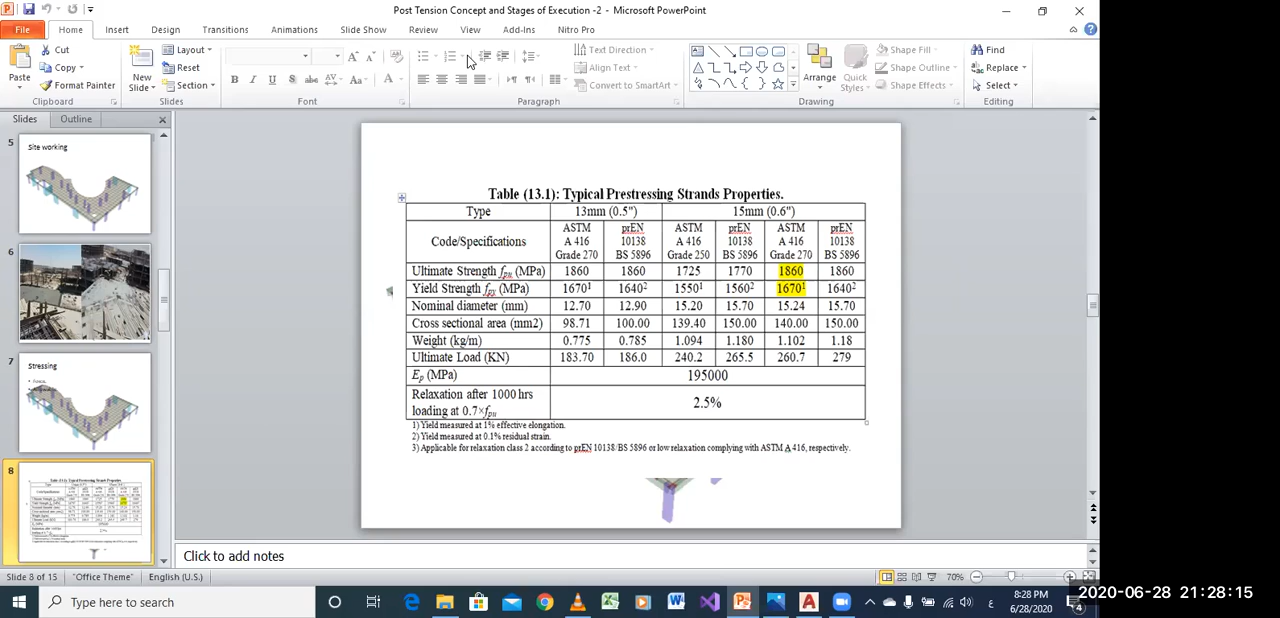 Post Tension Concept and Stages of Execution -2 - Microsoft PowerPoint
File Home Insert Design Transitions Animations Slide Show Review View Add-Ins Nitro Pro
Paste Cut Copy Format Painter Clipboard
New Slide Layout Reset Section Slides
B I U S abc AV Aa A Font
Text Direction Align Text Convert to SmartArt Paragraph
Arrange Quick Styles Shape Fill Shape Outline Shape Effects Drawing
Find Replace Select Editing
Slides Outline
5 Site working
6
7 Stressing
8
Table (13.1): Typical Prestressing Strands Properties.
Type 13mm (0.5") 15mm (0.6")
Code/Specifications ASTM A 416 Grade 270 prEN 10138 BS 5896 ASTM A 416 Grade 250 prEN 10138 BS 5896 ASTM A 416 Grade 270 prEN 10138 BS 5896
Ultimate Strength fpu (MPa) 1860 1860 1725 1770 1860 1860
Yield Strength fpy (MPa) 1670¹ 1640² 1550¹ 1560² 1670¹ 1640²
Nominal diameter (mm) 12.70 12.90 15.20 15.70 15.24 15.70
Cross sectional area (mm2) 98.71 100.00 139.40 150.00 140.00 150.00
Weight (kg/m) 0.775 0.785 1.094 1.180 1.102 1.18
Ultimate Load (KN) 183.70 186.0 240.2 265.5 260.7 279
Ep (MPa) 195000
Relaxation after 1000 hrs
loading at 0.7×fpu 2.5%
1) Yield measured at 1% effective elongation.
2) Yield measured at 0.1% residual strain.
3) Applicable for relaxation class 2 according to prEN 10138/BS 5896 or low relaxation complying with ASTM A 416, respectively.
Click to add notes
Slide 8 of 15 "Office Theme" English (U.S.) 70%
Type here to search
ع 8:28 PM
6/28/2020 4
2020-06-28 21:28:15